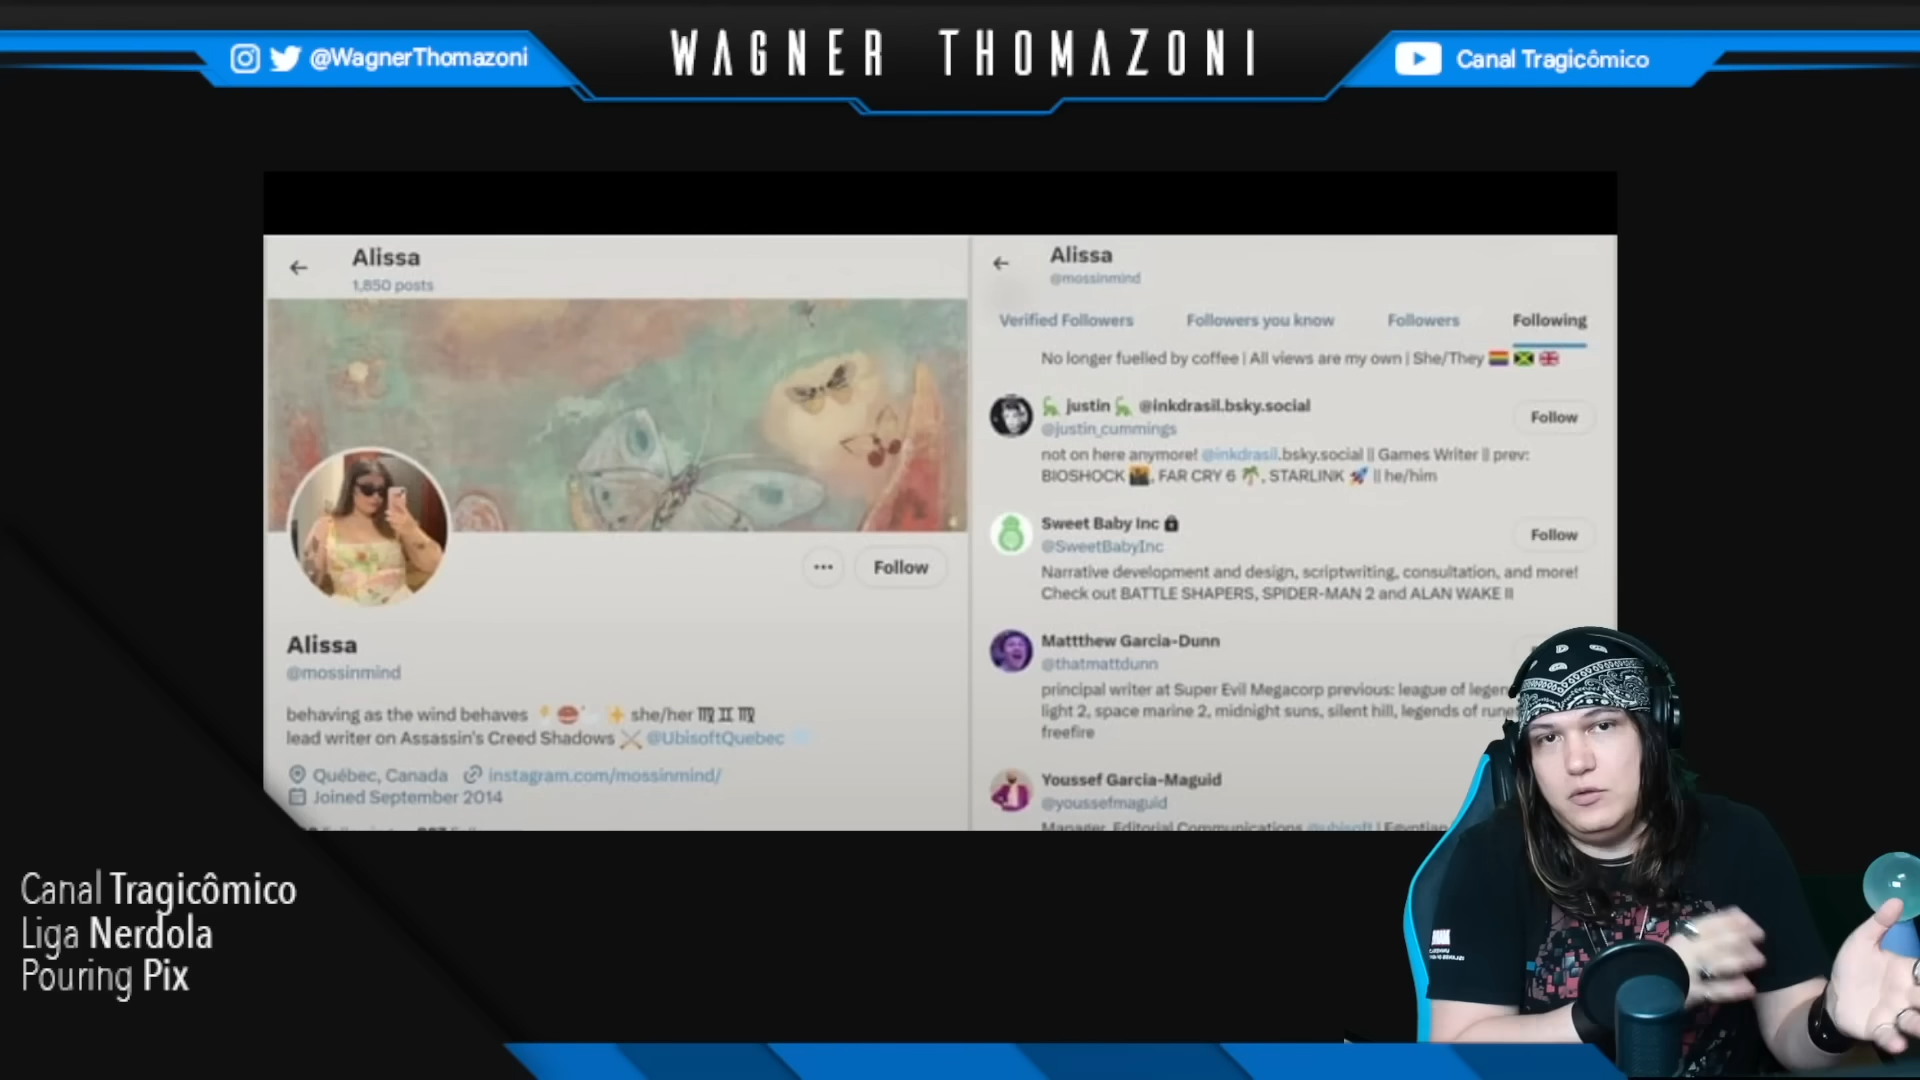 WAGNER THOMAZONI
@WagnerThomazoni
Canal Tragicômico
Alissa
1,850 posts
Alissa
@mossinmind
behaving as the wind behaves she/her ♍ ♊ ♍
lead writer on Assassin's Creed Shadows ⚔ @UbisoftQuebec
Québec, Canada instagram.com/mossinmind/
Joined September 2014
Follow
Alissa
@mossinmind
Verified Followers Followers you know Followers Following
No longer fuelled by coffee | All views are my own | She/They 🏳️‍🌈 🇯🇲 🇬🇧
🦕 justin 🦕 @inkdrasil.bsky.social
@justin_cummings
Follow
not on here anymore! @inkdrasil.bsky.social || Games Writer || prev:
BIOSHOCK, FAR CRY 6 🌴, STARLINK 🚀 || he/him
Sweet Baby Inc 🔒
@SweetBabyInc
Follow
Narrative development and design, scriptwriting, consultation, and more!
Check out BATTLE SHAPERS, SPIDER-MAN 2 and ALAN WAKE II
Mattthew Garcia-Dunn
@thatmattdunn
principal writer at Super Evil Megacorp previous: league of legen
light 2, space marine 2, midnight suns, silent hill, legends of rune
freefire
Youssef Garcia-Maguid
@youssefmaguid
Manager, Editorial Communications @ubisoft | Egyptian
Canal Tragicômico
Liga Nerdola
Pouring Pix